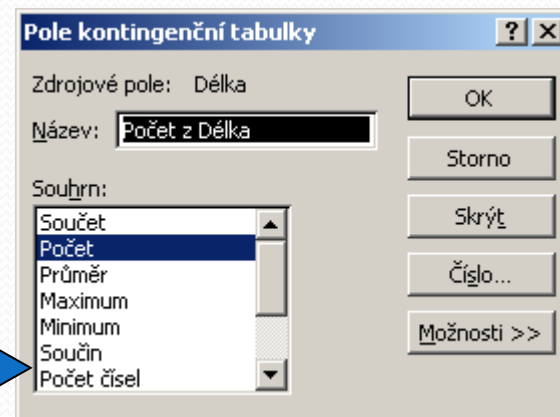 Pole kontingenční tabulky
Zdrojové pole: Délka
Název: Počet z Délka
Souhrn:
Součet
Počet
Průměr
Maximum
Minimum
Součin
Počet čísel
OK
Storno
Skrýt
Číslo...
Možnosti >>